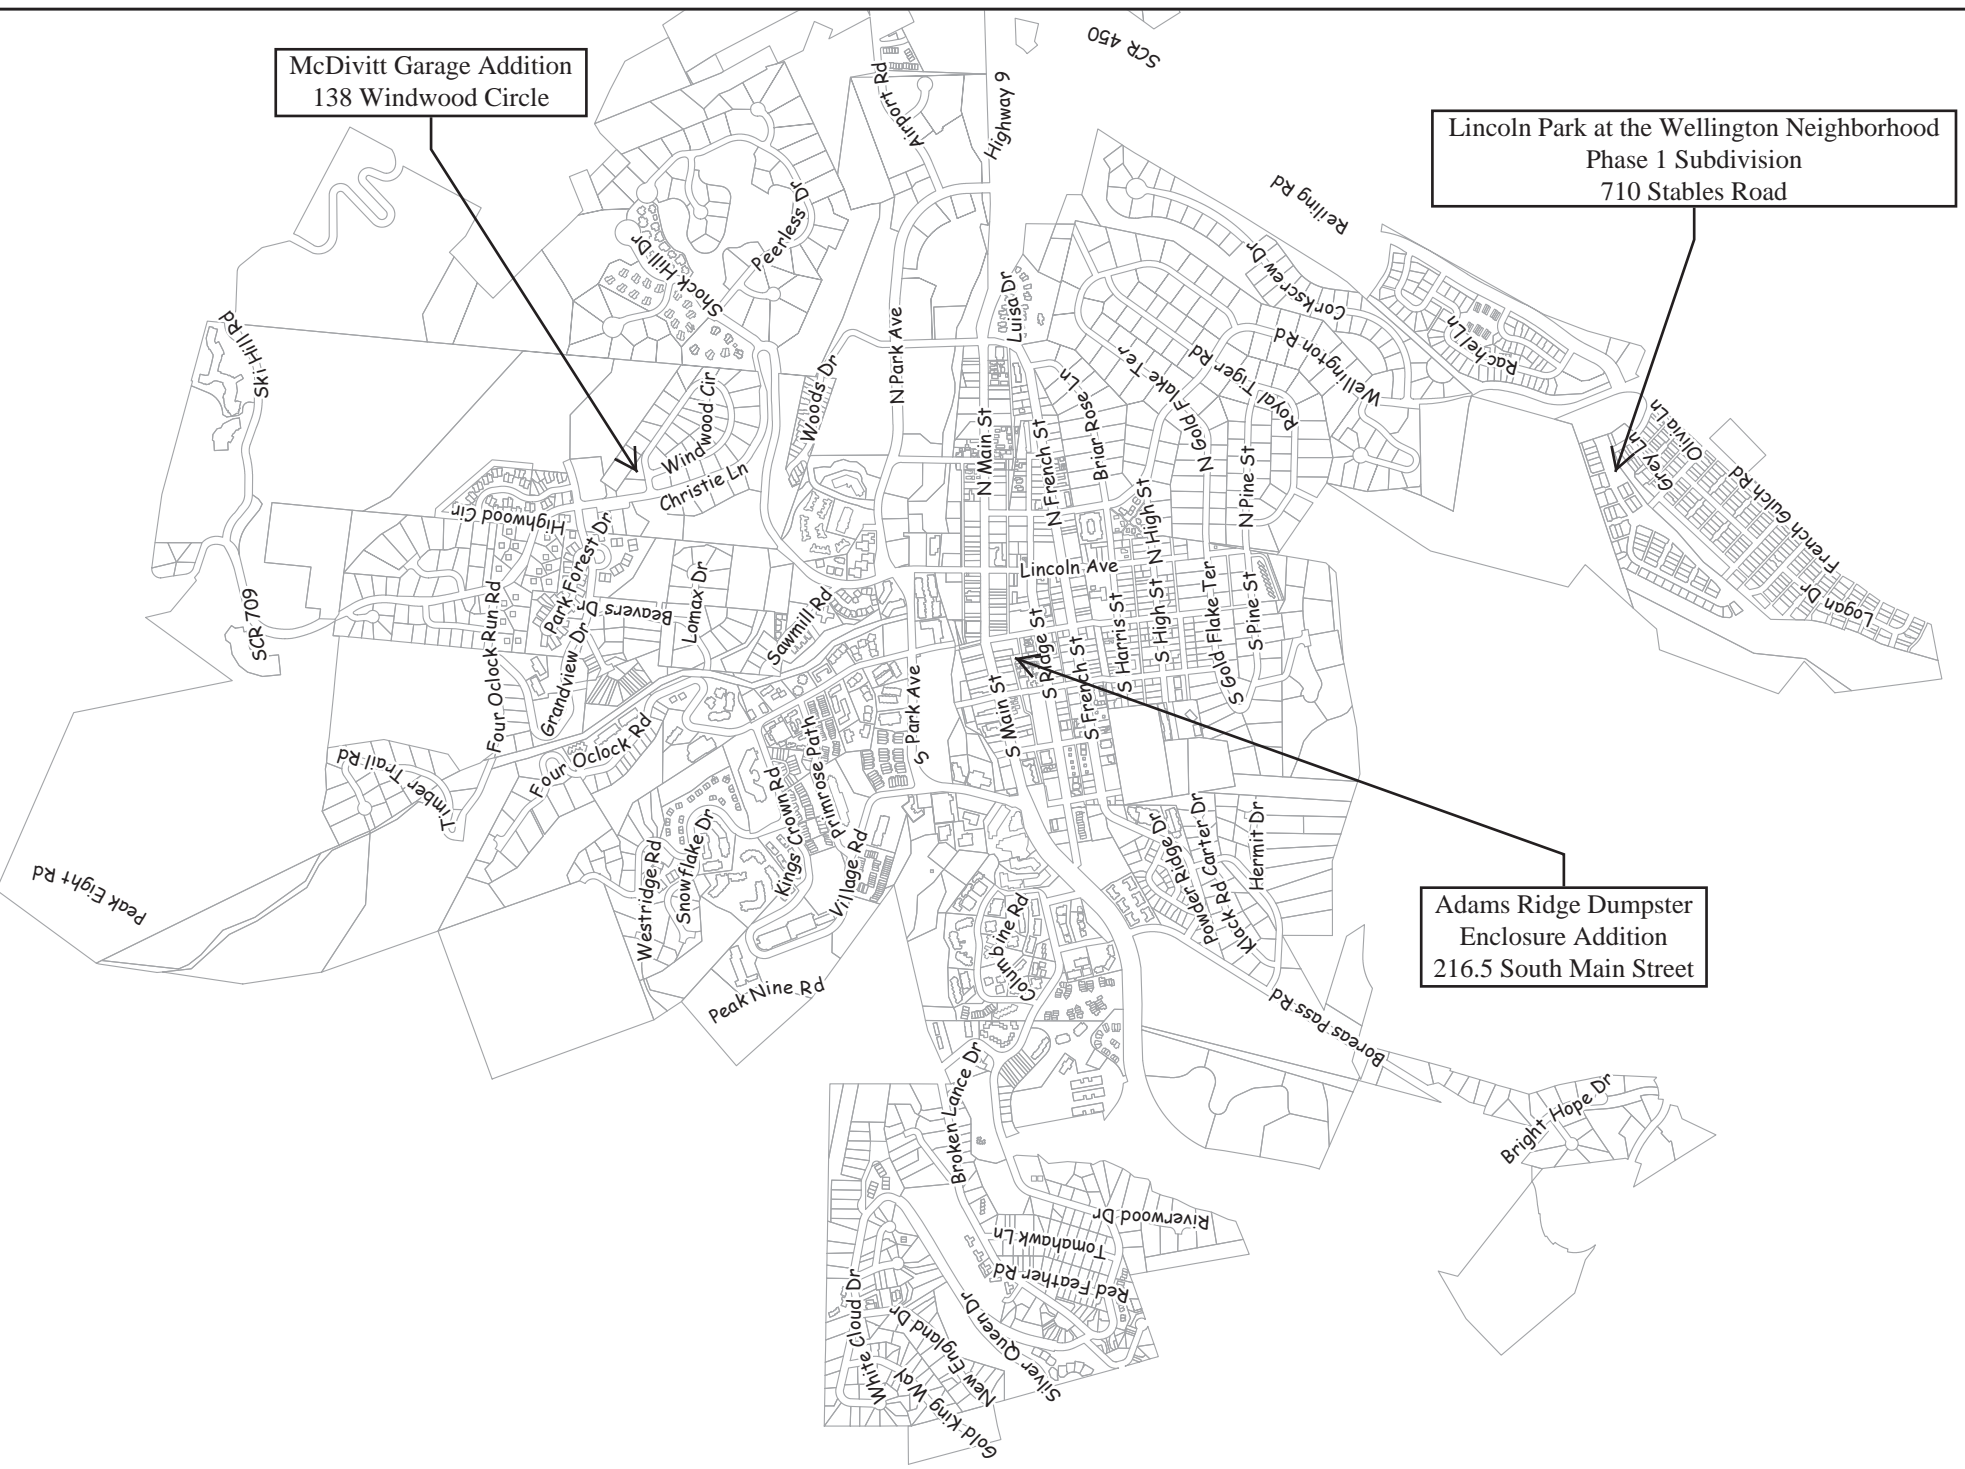 SCR 450
McDivitt Garage Addition
138 Windwood Circle
Airport Rd
Highway 9
Lincoln Park at the Wellington Neighborhood
Phase 1 Subdivision
710 Stables Road
Reiling Rd
Peerless Dr
Shock Hill Dr
Corkscrew Dr
Luisa Dr
Ski Hill Rd
N Park Ave
Rachel Ln
Wellington Rd
Royal Tiger Rd
N Gold Flake Ter
Woods Dr
Windwood Cir
Christie Ln
Briar Rose Ln
N Main St
N French St
N Pine St
N High St
Olivia Ln
Grey Ln
French Gulch Rd
Logan Dr
Highwood Cir
Park Forest Dr
Lincoln Ave
Lomax Dr
Beavers Dr
Sawmill Rd
SCR 709
Four Oclock Run Rd
Grandview Dr
S Ridge St
S French St
S Harris St
S High St
S Gold Flake Ter
S Pine St
S Main St
S Park Ave
Four Oclock Rd
Timber Trail Rd
Primrose Path
Kings Crown Rd
Village Rd
Snowflake Dr
Westridge Rd
Peak Eight Rd
Peak Nine Rd
Powder Ridge Dr
Carter Dr
Klack Rd
Hermit Dr
Adams Ridge Dumpster
Enclosure Addition
216.5 South Main Street
Columbine Rd
Boreas Pass Rd
Broken Lance Dr
Bright Hope Dr
Riverwood Dr
Tomahawk Ln
Red Feather Rd
White Cloud Dr
New England Dr
Silver Queen Dr
Gold King Way